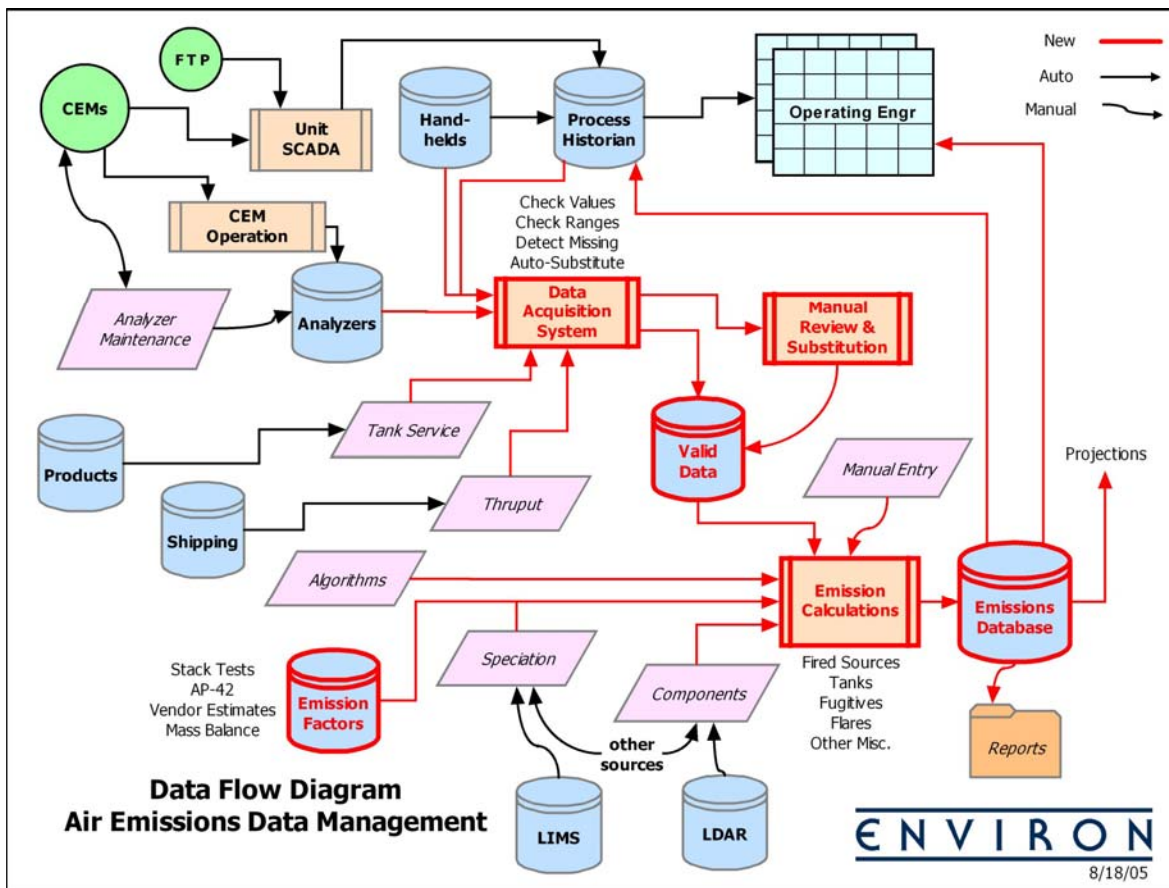 New
Auto
Manual
FTP
CEMs
Unit
SCADA
Hand-
helds
Process
Historian
Operating Engr
CEM
Operation
Check Values
Check Ranges
Detect Missing
Auto-Substitute
Analyzer
Maintenance
Analyzers
Data
Acquisition
System
Manual
Review &
Substitution
Products
Tank Service
Valid
Data
Manual Entry
Projections
Shipping
Thruput
Algorithms
Emission
Calculations
Emissions
Database
Stack Tests
AP-42
Vendor Estimates
Mass Balance
Emission
Factors
Speciation
Components
Fired Sources
Tanks
Fugitives
Flares
Other Misc.
Reports
other
sources
Data Flow Diagram
Air Emissions Data Management
LIMS
LDAR
ENVIRON
8/18/05